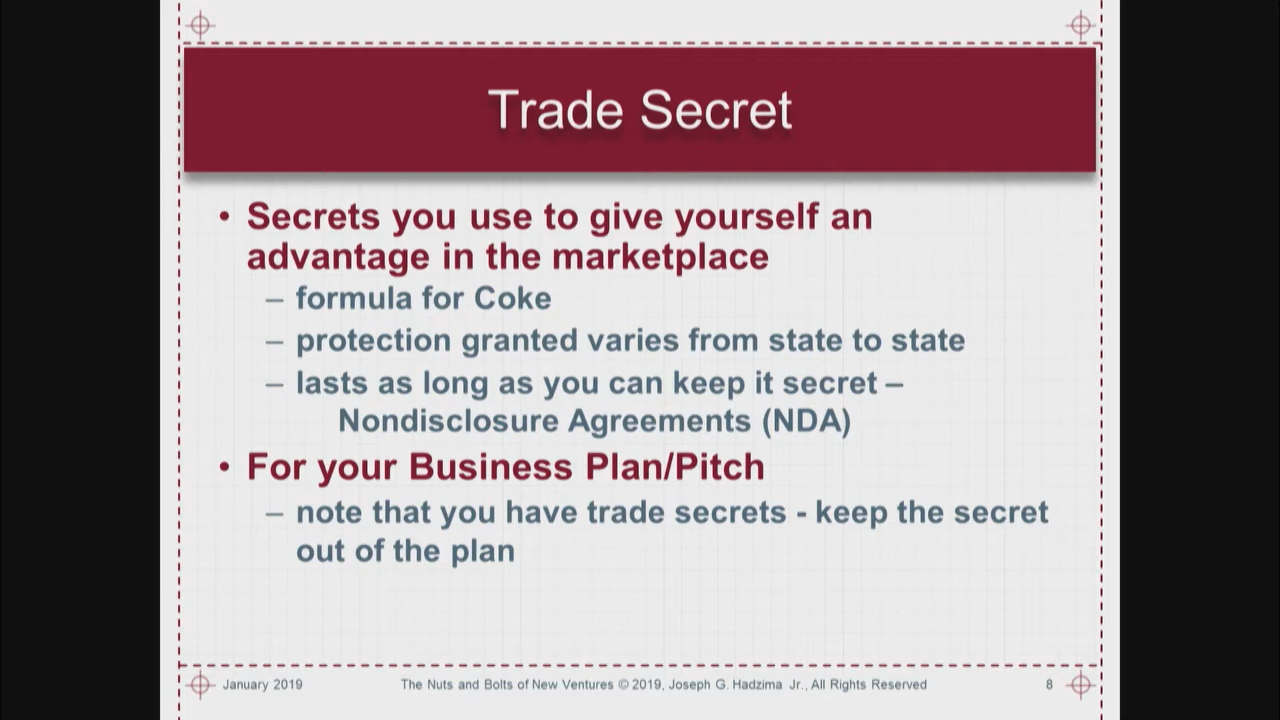 Trade Secret
• Secrets you use to give yourself an
advantage in the marketplace
– formula for Coke
– protection granted varies from state to state
– lasts as long as you can keep it secret –
Nondisclosure Agreements (NDA)
• For your Business Plan/Pitch
– note that you have trade secrets - keep the secret
out of the plan
January 2019 The Nuts and Bolts of New Ventures © 2019, Joseph G. Hadzima Jr., All Rights Reserved 8